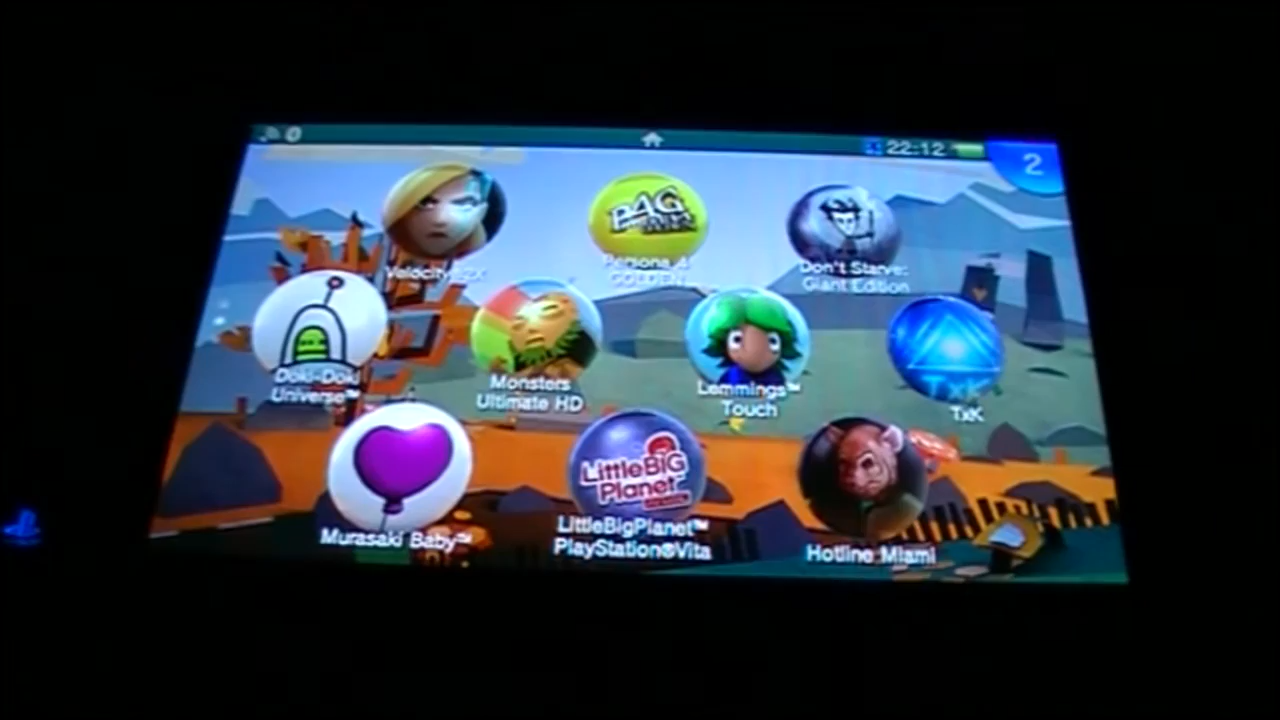 22:12
2
P4G
Velocity 2X
Persona 4
GOLDEN
Don't Starve:
Giant Edition
Doki-Doki
Universe™
Monsters
Ultimate HD
Lemmings™
Touch
TxK
TxK
LittleBIG
Planet
Murasaki Baby™
LittleBigPlanet™
PlayStation®Vita
Hotline Miami